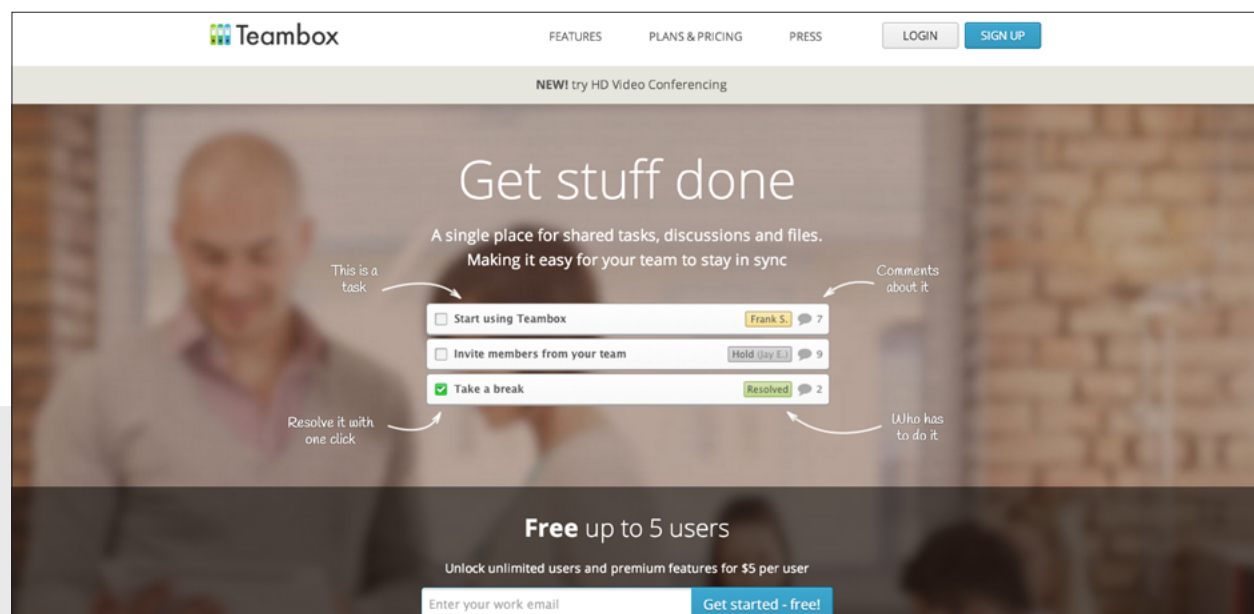 Teambox
FEATURES PLANS & PRICING PRESS LOGIN SIGN UP
NEW! try HD Video Conferencing
Get stuff done
A single place for shared tasks, discussions and files.
Making it easy for your team to stay in sync
This is a
task
Comments
about it
Start using Teambox Frank S. 7
Invite members from your team Hold (Jay E.) 9
Take a break Resolved 2
Resolve it with
one click
Who has
to do it
Free up to 5 users
Unlock unlimited users and premium features for $5 per user
Enter your work email Get started - free!